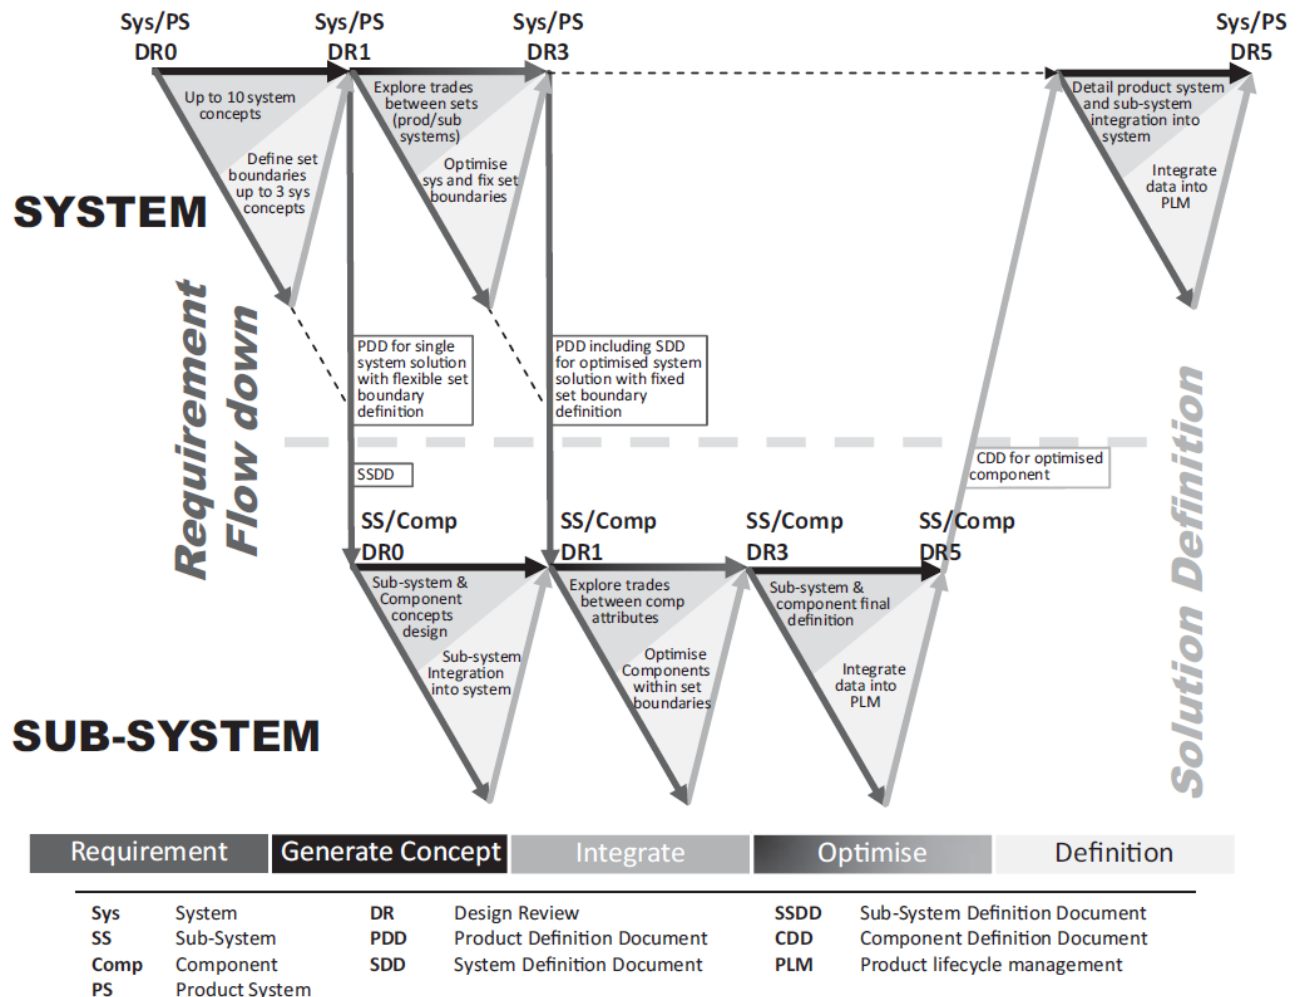 Sys/PS
DR0
Sys/PS
DR1
Sys/PS
DR3
Sys/PS
DR5
Up to 10 system
concepts
Define set
boundaries
up to 3 sys
concepts
Explore trades
between sets
(prod/sub
systems)
Optimise
sys and fix set
boundaries
Detail product system
and sub-system
integration into
system
Integrate
data into
PLM
SYSTEM
Requirement
Flow down
PDD for single
system solution
with flexible set
boundary
definition
PDD including SDD
for optimised system
solution with fixed
set boundary
definition
SSDD
CDD for optimised
component
Solution Definition
SS/Comp
DR0
SS/Comp
DR1
SS/Comp
DR3
SS/Comp
DR5
Sub-system &
Component
concepts
design
Sub-system
Integration
into system
Explore trades
between comp
attributes
Optimise
Components
within set
boundaries
Sub-system &
component final
definition
Integrate
data into
PLM
SUB-SYSTEM
Requirement
Generate Concept
Integrate
Optimise
Definition
Sys System
SS Sub-System
Comp Component
PS Product System
DR Design Review
PDD Product Definition Document
SDD System Definition Document
SSDD Sub-System Definition Document
CDD Component Definition Document
PLM Product lifecycle management